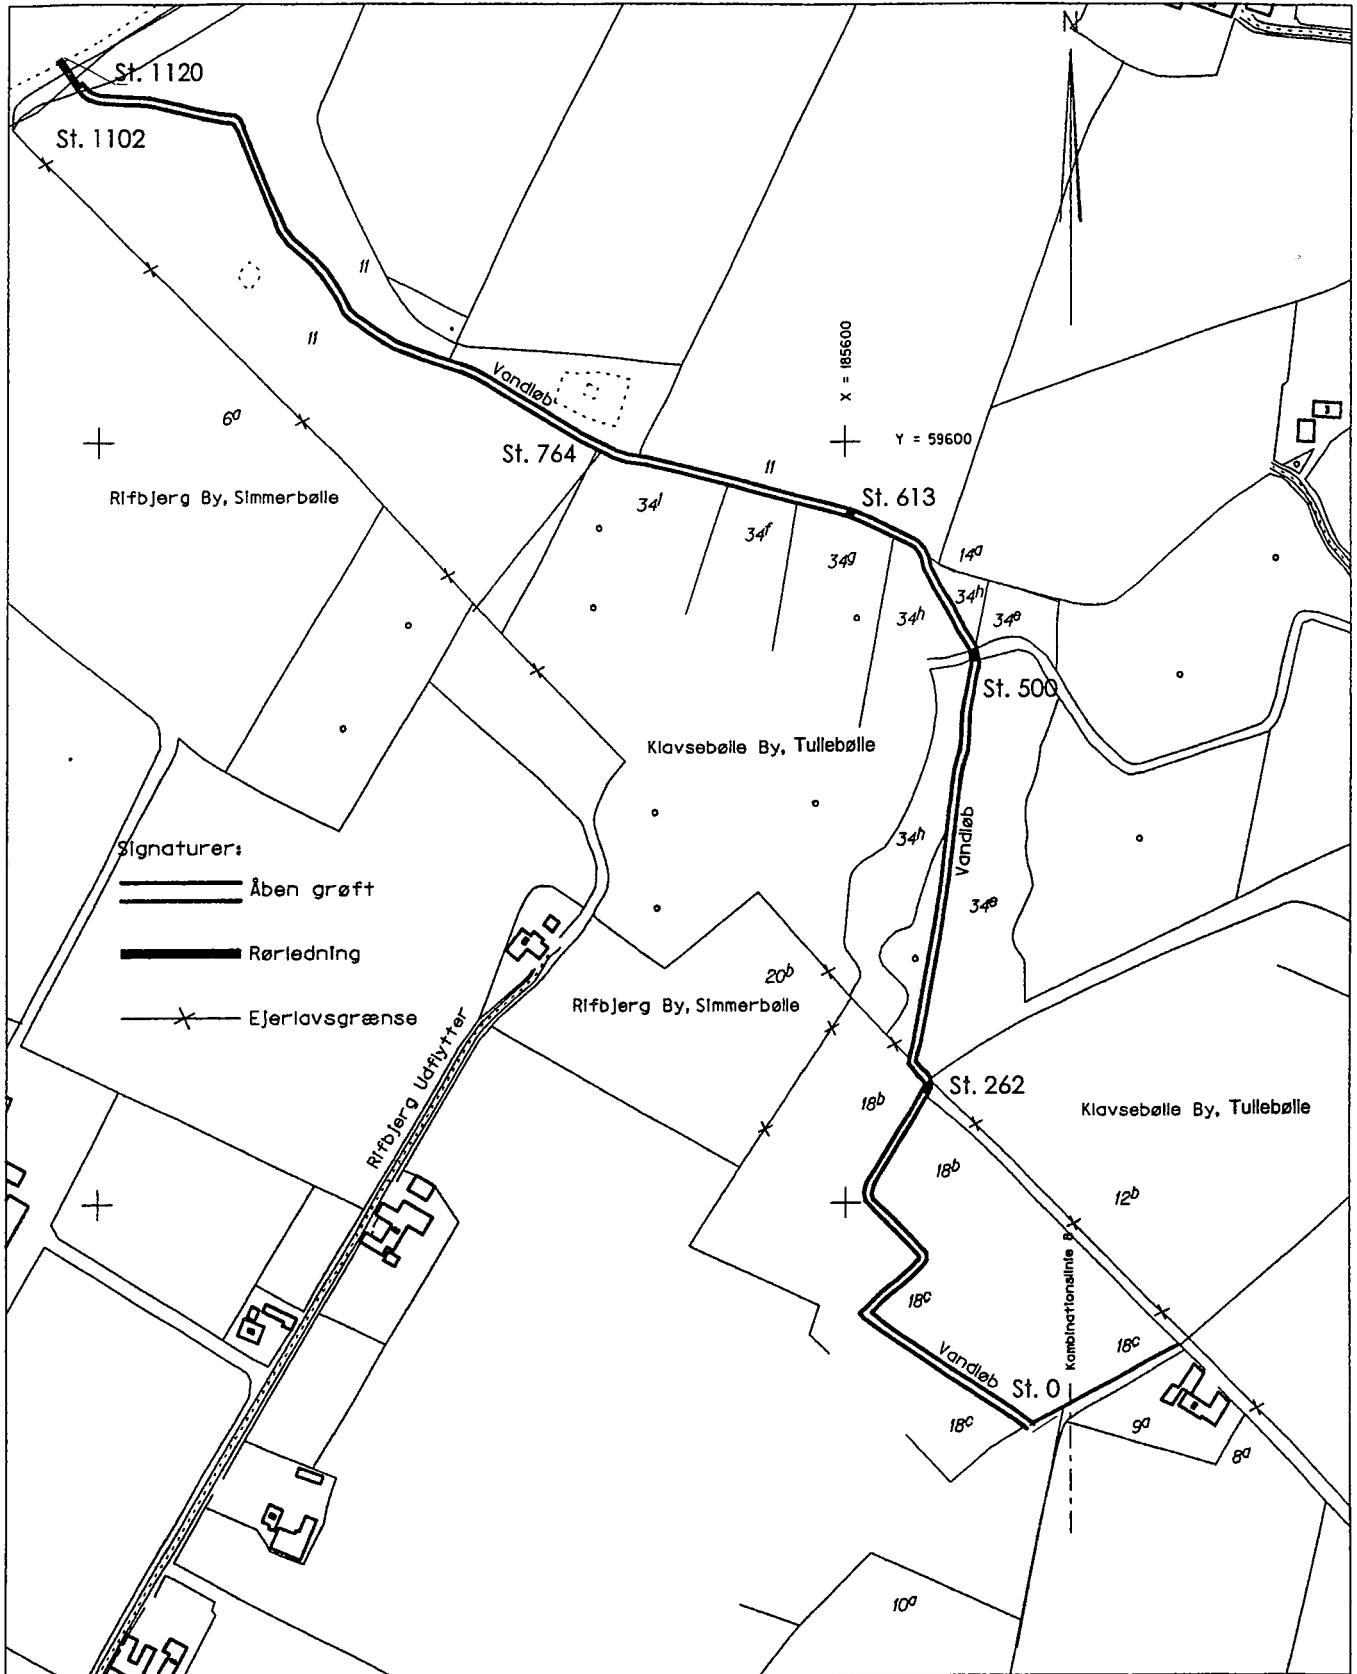 N
St. 1120
St. 1102
11
11
X = 185600
Vandløb
6a
Y = 59600
St. 764
11
Rifbjerg By, Simmerbølle
34l
St. 613
34f
34g
14a
34h
34h
34e
St. 500
Klavsebølle By, Tullebølle
Vandløb
34h
Signaturer:
Åben grøft
34e
Rørledning
20b
Rifbjerg By, Simmerbølle
Ejerlavsgrænse
Rifbjerg Udflytter
St. 262
18b
Klavsebølle By, Tullebølle
18b
12b
Kombinationslinie B
18c
18c
Vandløb
St. 0
18c
9a
8a
10a